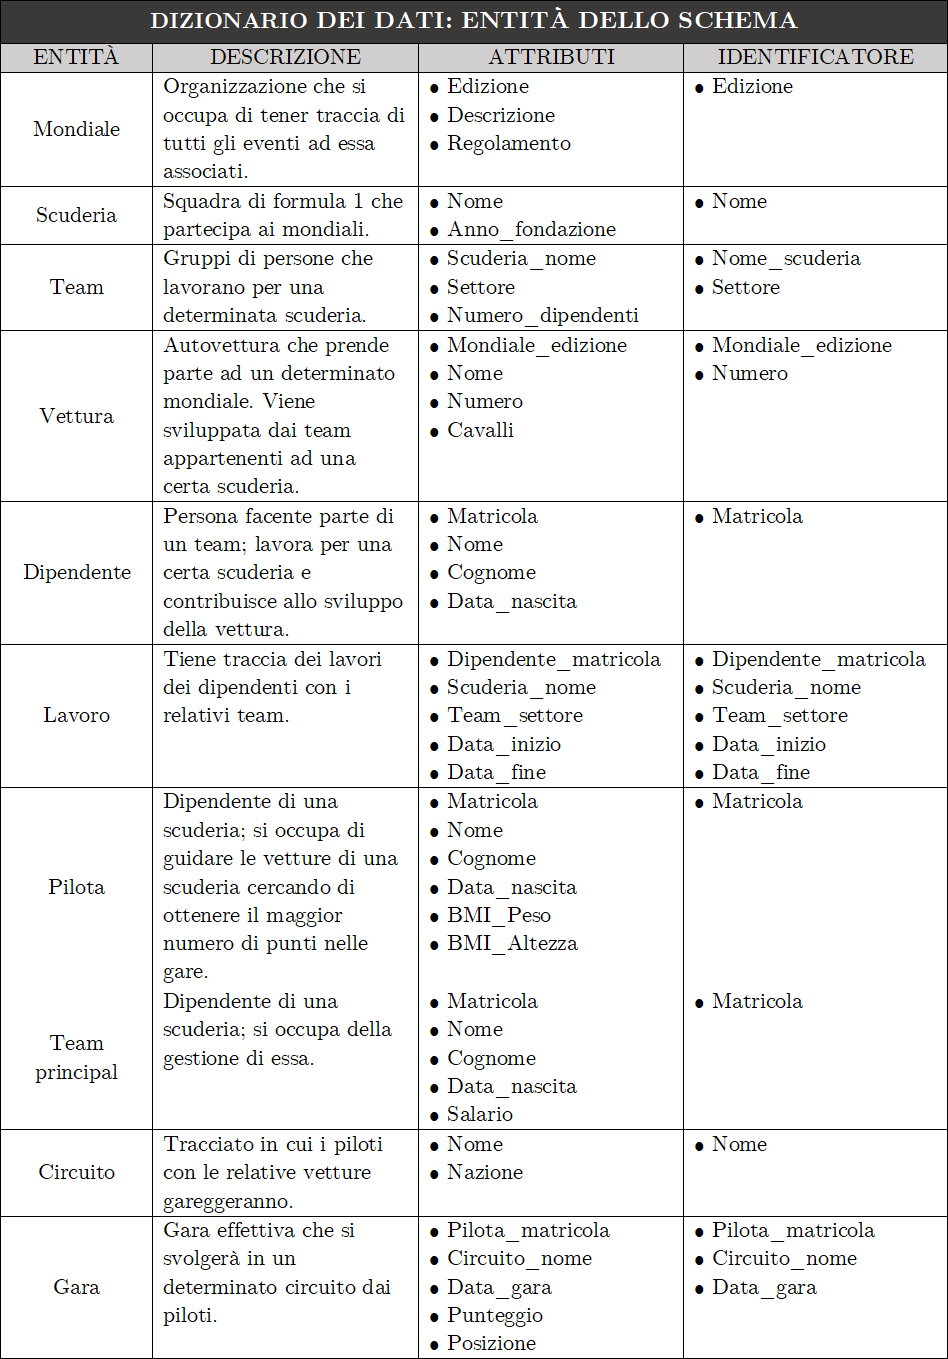 DIZIONARIO DEI DATI: ENTITÀ DELLO SCHEMA
ENTITÀ DESCRIZIONE ATTRIBUTI IDENTIFICATORE
Mondiale
Organizzazione che si
occupa di tener traccia di
tutti gli eventi ad essa
associati.
• Edizione
• Descrizione
• Regolamento
• Edizione
Scuderia
Squadra di formula 1 che
partecipa ai mondiali.
• Nome
• Anno_fondazione
• Nome
Team
Gruppi di persone che
lavorano per una
determinata scuderia.
• Scuderia_nome
• Settore
• Numero_dipendenti
• Nome_scuderia
• Settore
Vettura
Autovettura che prende
parte ad un determinato
mondiale. Viene
sviluppata dai team
appartenenti ad una
certa scuderia.
• Mondiale_edizione
• Nome
• Numero
• Cavalli
• Mondiale_edizione
• Numero
Dipendente
Persona facente parte di
un team; lavora per una
certa scuderia e
contribuisce allo sviluppo
della vettura.
• Matricola
• Nome
• Cognome
• Data_nascita
• Matricola
Lavoro
Tiene traccia dei lavori
dei dipendenti con i
relativi team.
• Dipendente_matricola
• Scuderia_nome
• Team_settore
• Data_inizio
• Data_fine
• Dipendente_matricola
• Scuderia_nome
• Team_settore
• Data_inizio
• Data_fine
Pilota
Dipendente di una
scuderia; si occupa di
guidare le vetture di una
scuderia cercando di
ottenere il maggior
numero di punti nelle
gare.
• Matricola
• Nome
• Cognome
• Data_nascita
• BMI_Peso
• BMI_Altezza
• Matricola
Team
principal
Dipendente di una
scuderia; si occupa della
gestione di essa.
• Matricola
• Nome
• Cognome
• Data_nascita
• Salario
• Matricola
Circuito
Tracciato in cui i piloti
con le relative vetture
gareggeranno.
• Nome
• Nazione
• Nome
Gara
Gara effettiva che si
svolgerà in un
determinato circuito dai
piloti.
• Pilota_matricola
• Circuito_nome
• Data_gara
• Punteggio
• Posizione
• Pilota_matricola
• Circuito_nome
• Data_gara